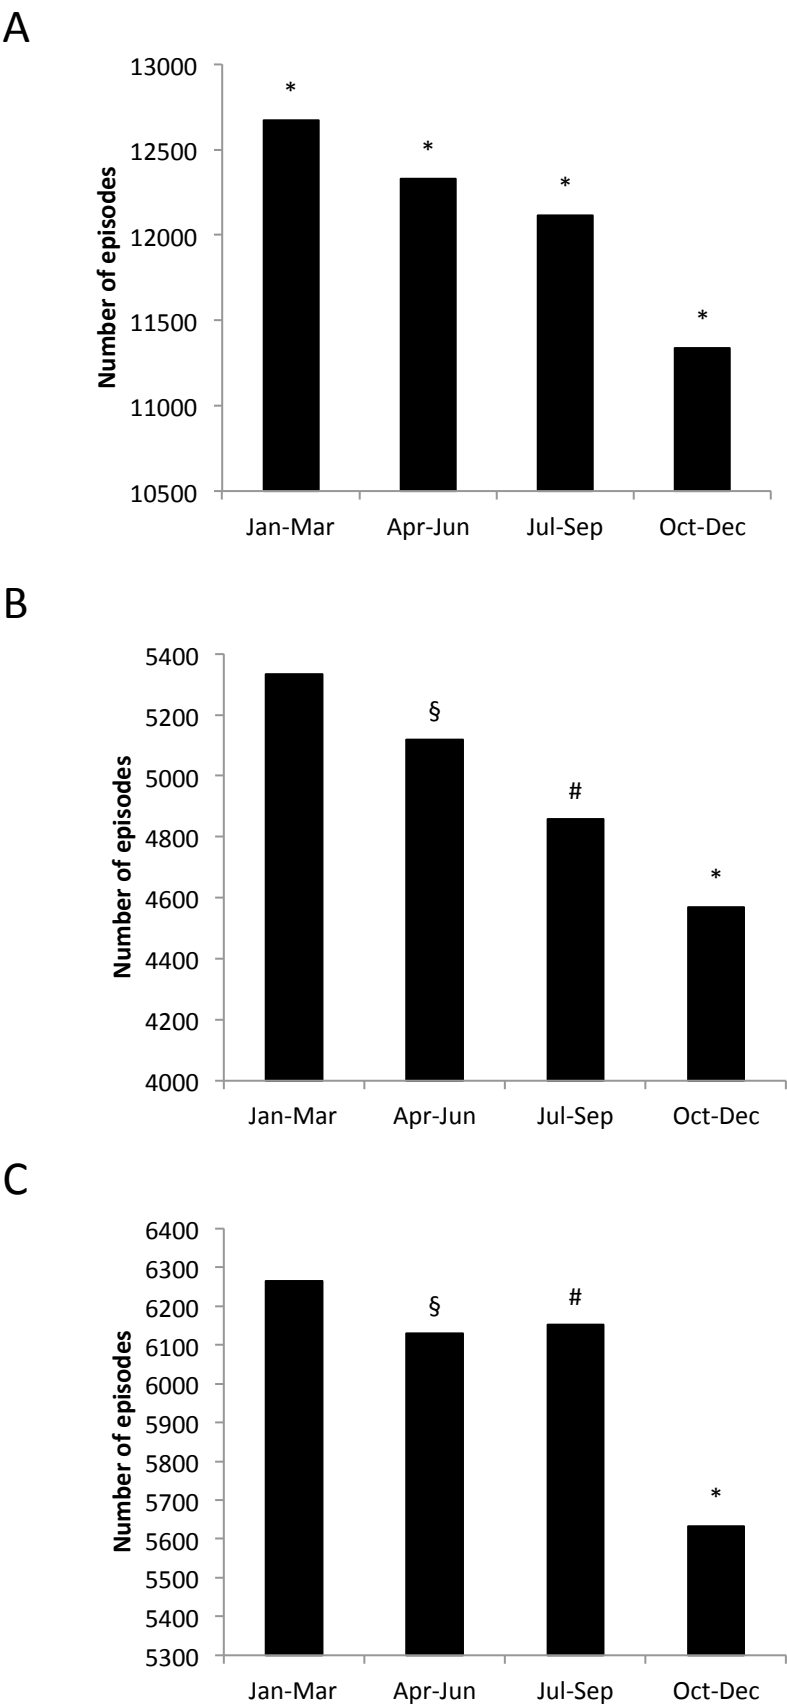 A
Number of episodes
13000
12500
12000
11500
11000
10500
*
*
*
*
Jan-Mar
Apr-Jun
Jul-Sep
Oct-Dec
B
Number of episodes
5400
5200
5000
4800
4600
4400
4200
4000
§
#
*
Jan-Mar
Apr-Jun
Jul-Sep
Oct-Dec
C
Number of episodes
6400
6300
6200
6100
6000
5900
5800
5700
5600
5500
5400
5300
§
#
*
Jan-Mar
Apr-Jun
Jul-Sep
Oct-Dec